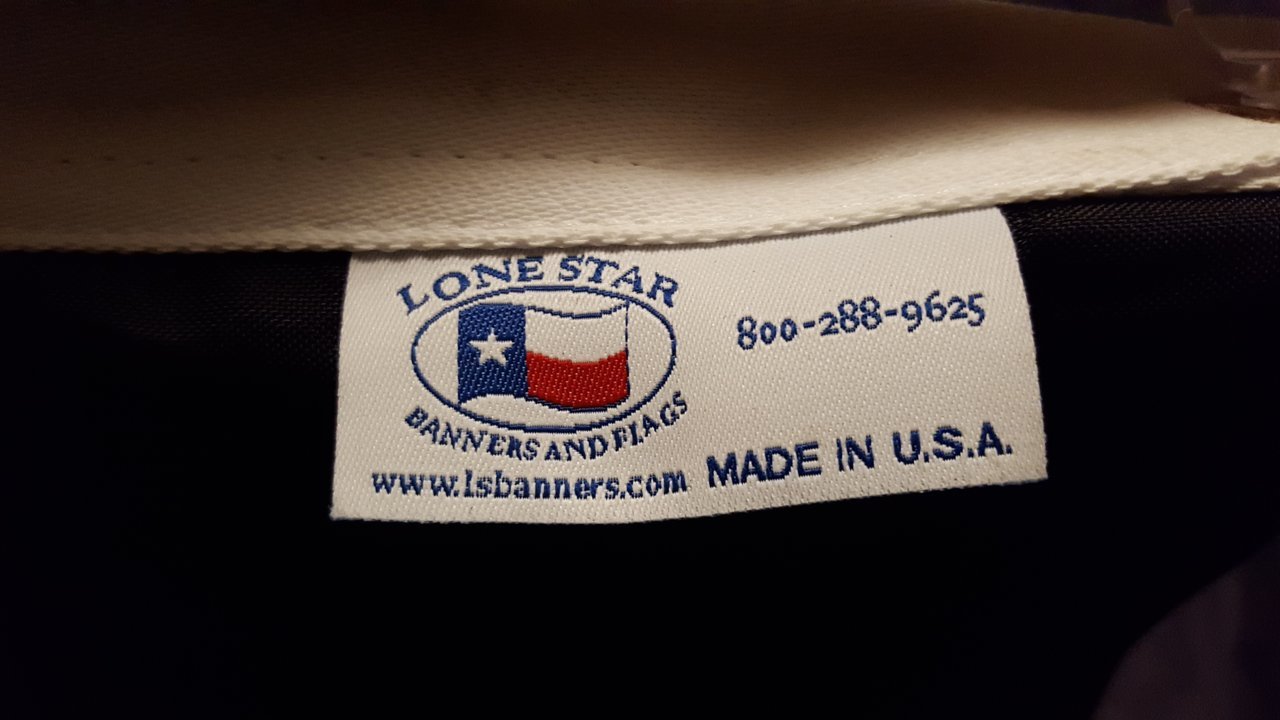 LONE STAR
BANNERS AND FLAGS
www.lsbanners.com
800-288-9625
MADE IN U.S.A.